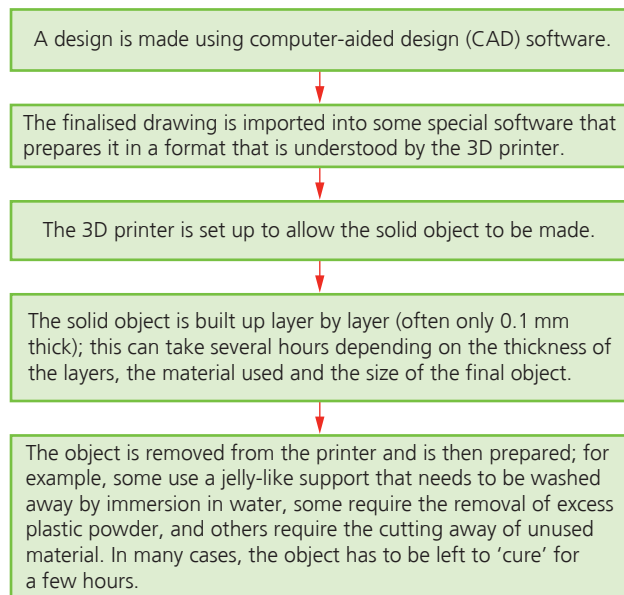 A design is made using computer-aided design (CAD) software.
The finalised drawing is imported into some special software that
prepares it in a format that is understood by the 3D printer.
The 3D printer is set up to allow the solid object to be made.
The solid object is built up layer by layer (often only 0.1 mm
thick); this can take several hours depending on the thickness of
the layers, the material used and the size of the final object.
The object is removed from the printer and is then prepared; for
example, some use a jelly-like support that needs to be washed
away by immersion in water, some require the removal of excess
plastic powder, and others require the cutting away of unused
material. In many cases, the object has to be left to ‘cure’ for
a few hours.